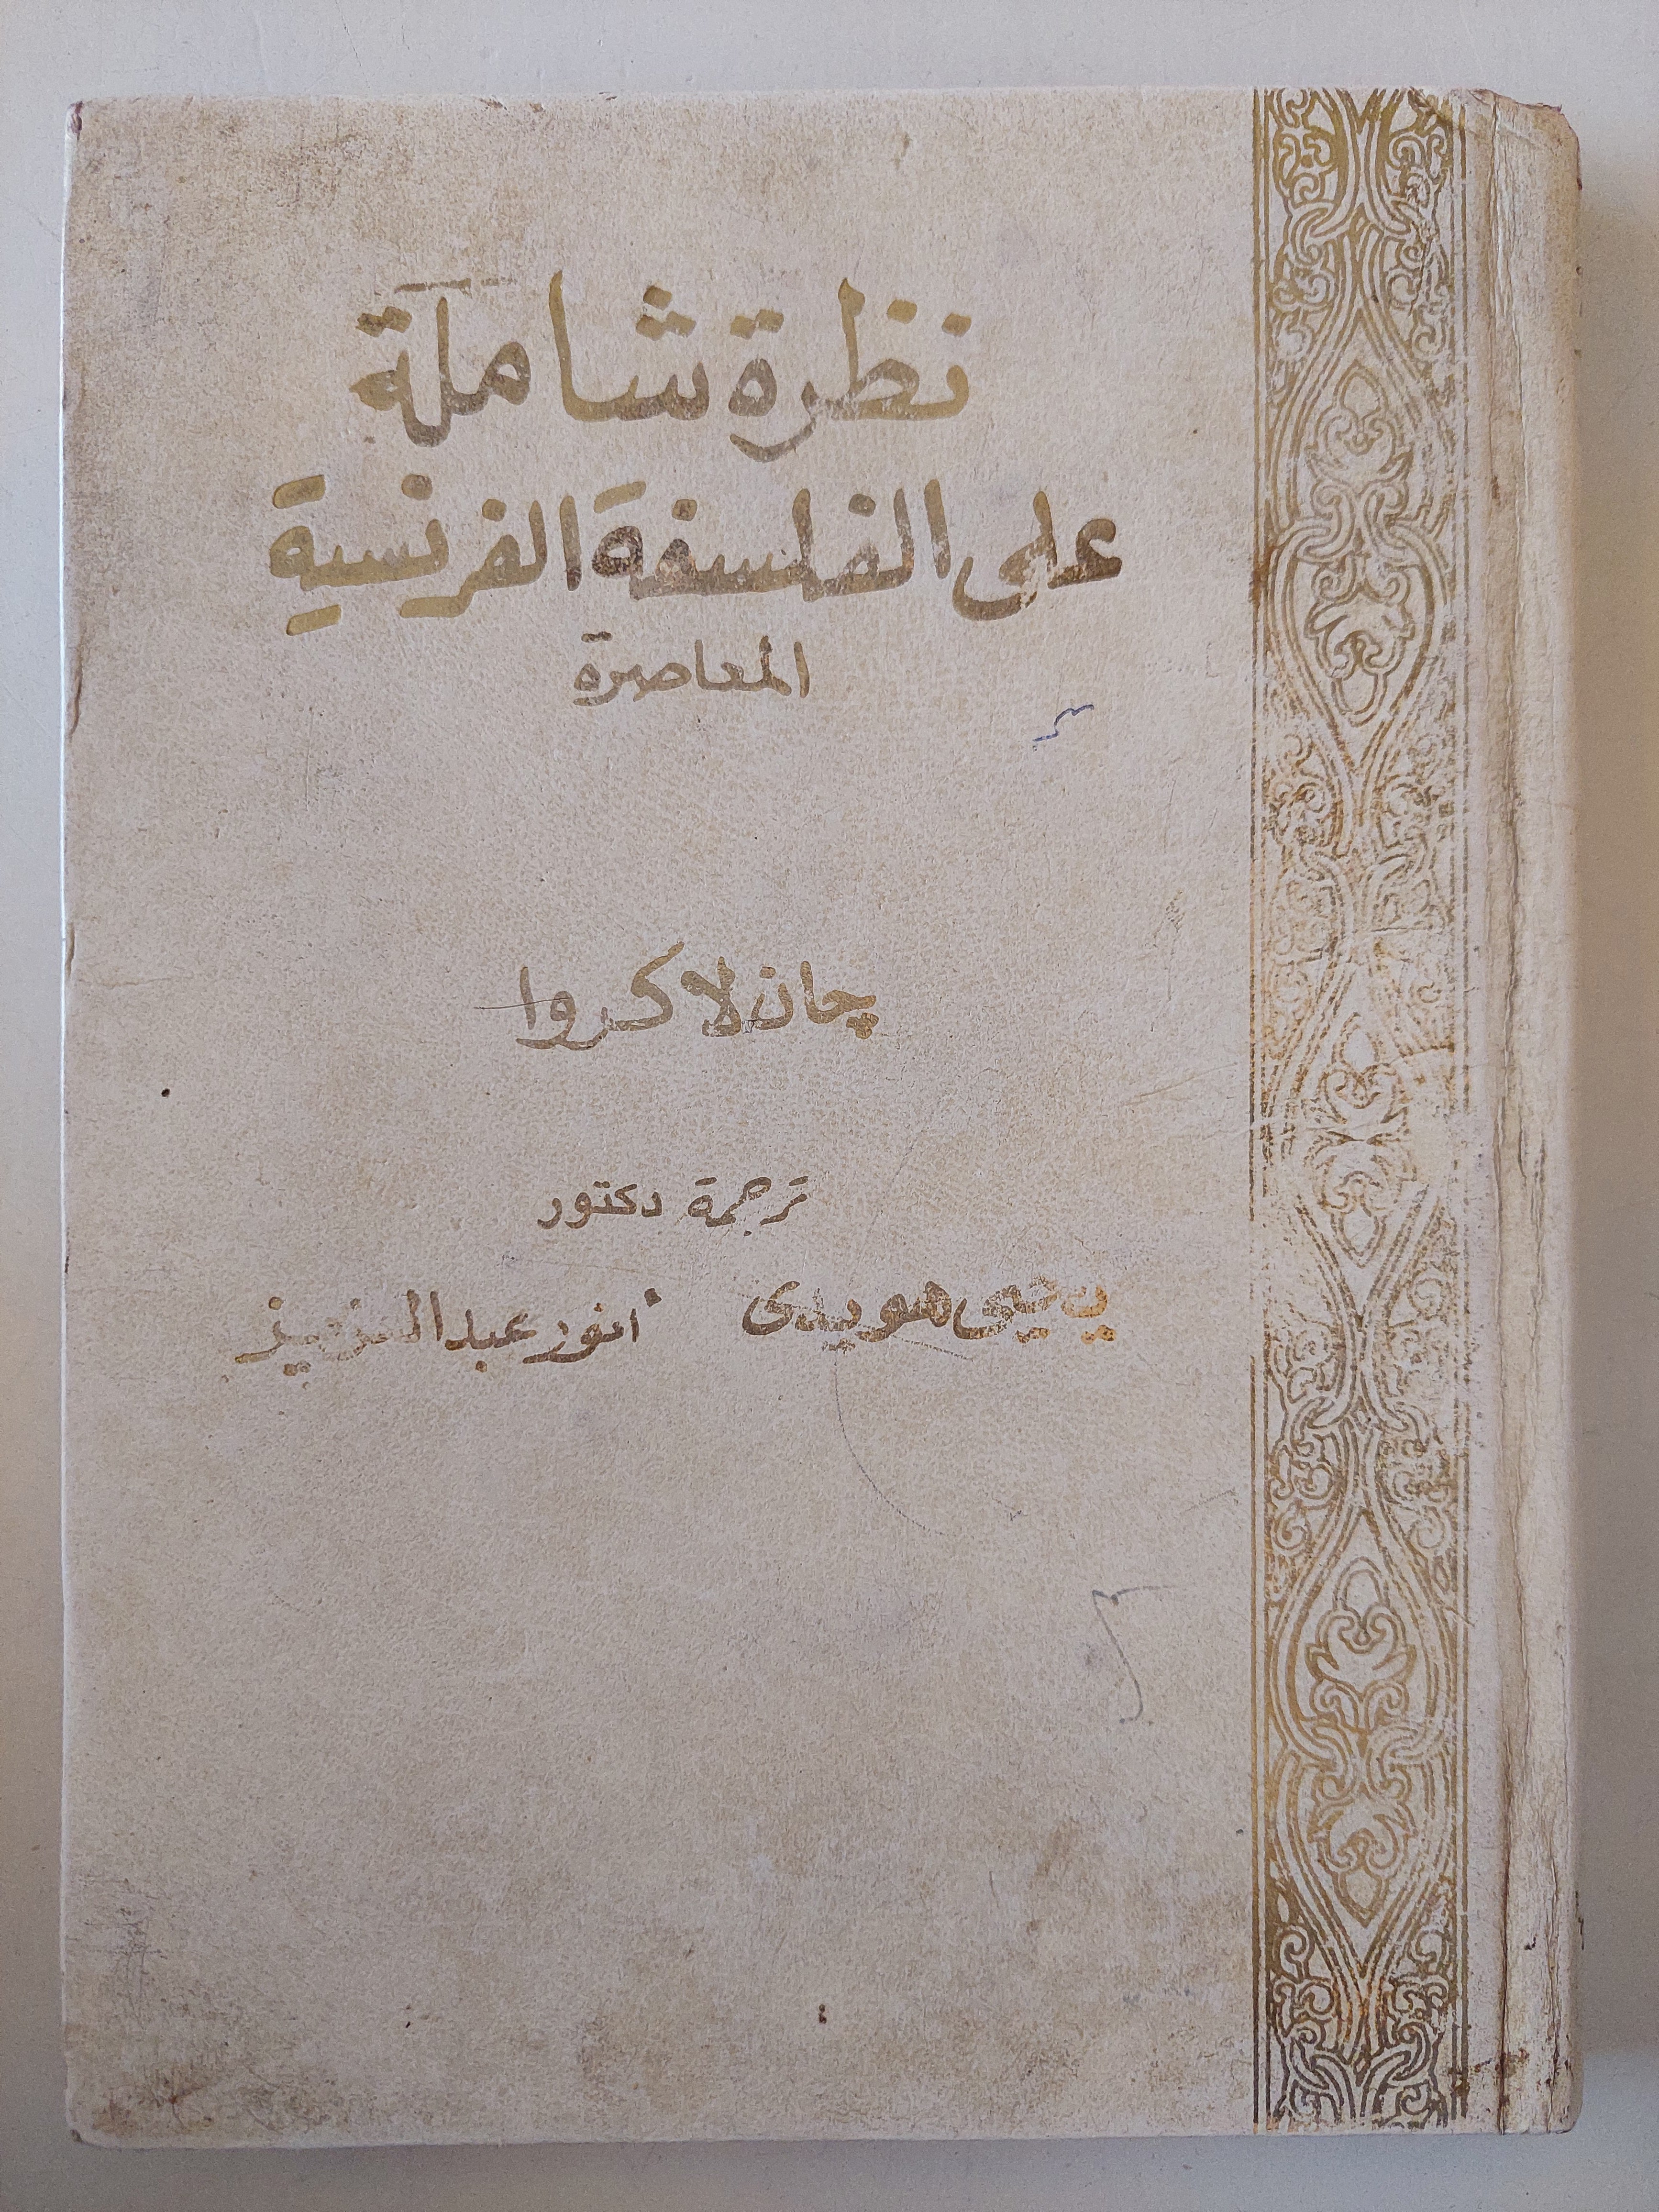 نظرة شاملة
على الفلسفة الفرنسية
المعاصرة
چان لاكروا
ترجمة دكتور
يحيى هويدى أنور عبد العزيز